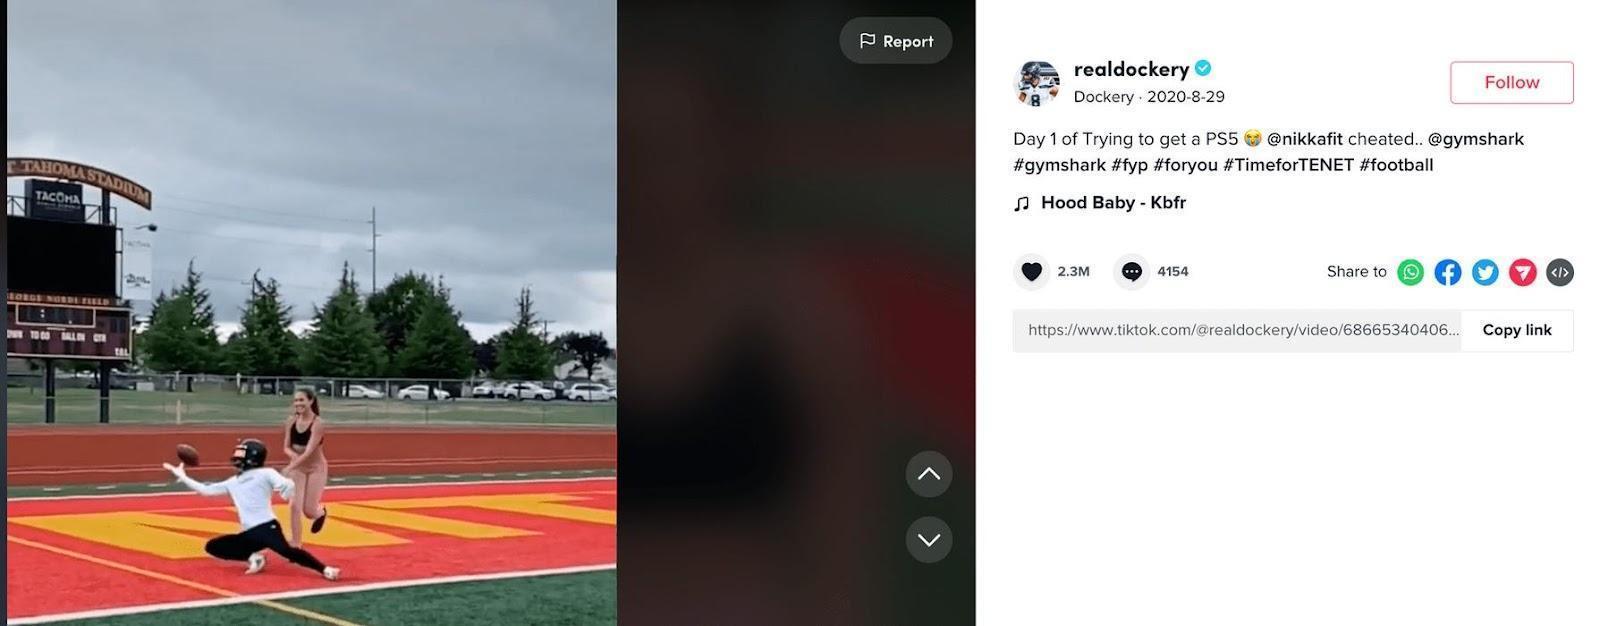 Report
T TAHOMA STADIUM
TACOMA
TACOMA
GEORGE NORDI FIELD
TO GO
BALL ON
QTR
realdockery
Dockery · 2020-8-29
Follow
Day 1 of Trying to get a PS5 😭 @nikkafit cheated.. @gymshark
#gymshark #fyp #foryou #TimeforTENET #football
Hood Baby - Kbfr
2.3M
4154
Share to
https://www.tiktok.com/@realdockery/video/68665340406...
Copy link
8